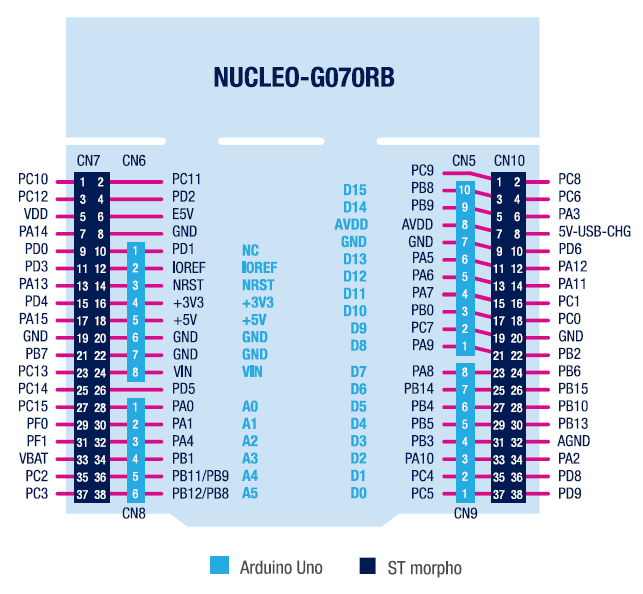 NUCLEO-G070RB
CN7 CN6 CN5 CN10
PC9
PC10 1 2 PC11 1 2 PC8
D15 PB8 10
PC12 3 4 PD2 3 4 PC6
D14 PB9 9
VDD 5 6 E5V 5 6 PA3
AVDD AVDD 8
PA14 7 8 GND 7 8 5V-USB-CHG
GND GND 7
PD0 9 10 1 PD1 NC 9 10 PD6
D13 PA5 6
PD3 11 12 2 IOREF IOREF 11 12 PA12
D12 PA6 5
PA13 13 14 3 NRST NRST 13 14 PA11
D11 PA7 4
PD4 15 16 4 +3V3 +3V3 15 16 PC1
D10 PB0 3
PA15 17 18 5 +5V +5V 17 18 PC0
D9 PC7 2
GND 19 20 6 GND GND 19 20 GND
D8 PA9 1
PB7 21 22 7 GND GND 21 22 PB2
PC13 23 24 8 VIN VIN D7 PA8 8 23 24 PB6
PC14 25 26 PD5 D6 PB14 7 25 26 PB15
PC15 27 28 1 PA0 A0 D5 PB4 6 27 28 PB10
PF0 29 30 2 PA1 A1 D4 PB5 5 29 30 PB13
PF1 31 32 3 PA4 A2 D3 PB3 4 31 32 AGND
VBAT 33 34 4 PB1 A3 D2 PA10 3 33 34 PA2
PC2 35 36 5 PB11/PB9 A4 D1 PC4 2 35 36 PD8
PC3 37 38 6 PB12/PB8 A5 D0 PC5 1 37 38 PD9
CN8 CN9
Arduino Uno ST morpho